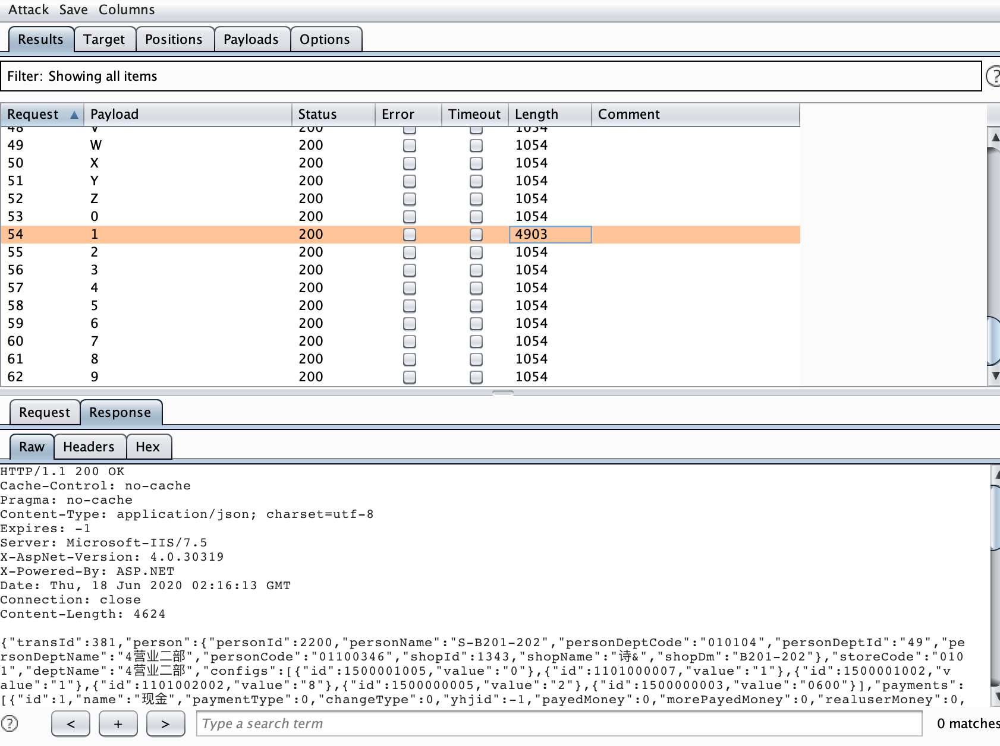 Attack Save Columns
Results Target Positions Payloads Options
Filter: Showing all items
Request Payload Status Error Timeout Length Comment
48 V 200 1054
49 W 200 1054
50 X 200 1054
51 Y 200 1054
52 Z 200 1054
53 0 200 1054
54 1 200 4903
55 2 200 1054
56 3 200 1054
57 4 200 1054
58 5 200 1054
59 6 200 1054
60 7 200 1054
61 8 200 1054
62 9 200 1054
Request Response
Raw Headers Hex
HTTP/1.1 200 OK
Cache-Control: no-cache
Pragma: no-cache
Content-Type: application/json; charset=utf-8
Expires: -1
Server: Microsoft-IIS/7.5
X-AspNet-Version: 4.0.30319
X-Powered-By: ASP.NET
Date: Thu, 18 Jun 2020 02:16:13 GMT
Connection: close
Content-Length: 4624
{"transId":381,"person":{"personId":2200,"personName":"S-B201-202","personDeptCode":"010104","personDeptId":"49","pe
rsonDeptName":"4营业二部","personCode":"01100346","shopId":1343,"shopName":"诗&","shopDm":"B201-202"},"storeCode":"010
1","deptName":"4营业二部","configs":[{"id":1500001005,"value":"0"},{"id":1101000007,"value":"1"},{"id":1500001002,"v
alue":"1"},{"id":1101002002,"value":"8"},{"id":1500000005,"value":"2"},{"id":1500000003,"value":"0600"}],"payments":
[{"id":1,"name":"现金","paymentType":0,"changeType":0,"yhjid":-1,"payedMoney":0,"morePayedMoney":0,"realuserMoney":0,
? < + > Type a search term 0 matches